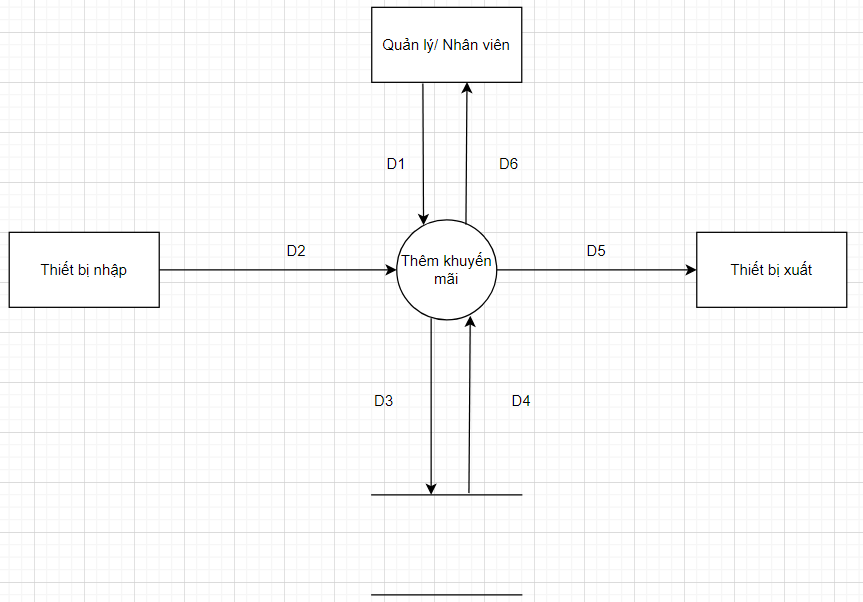 Quản lý/ Nhân viên
D1
D6
Thiết bị nhập
D2
Thêm khuyến
mãi
D5
Thiết bị xuất
D3
D4